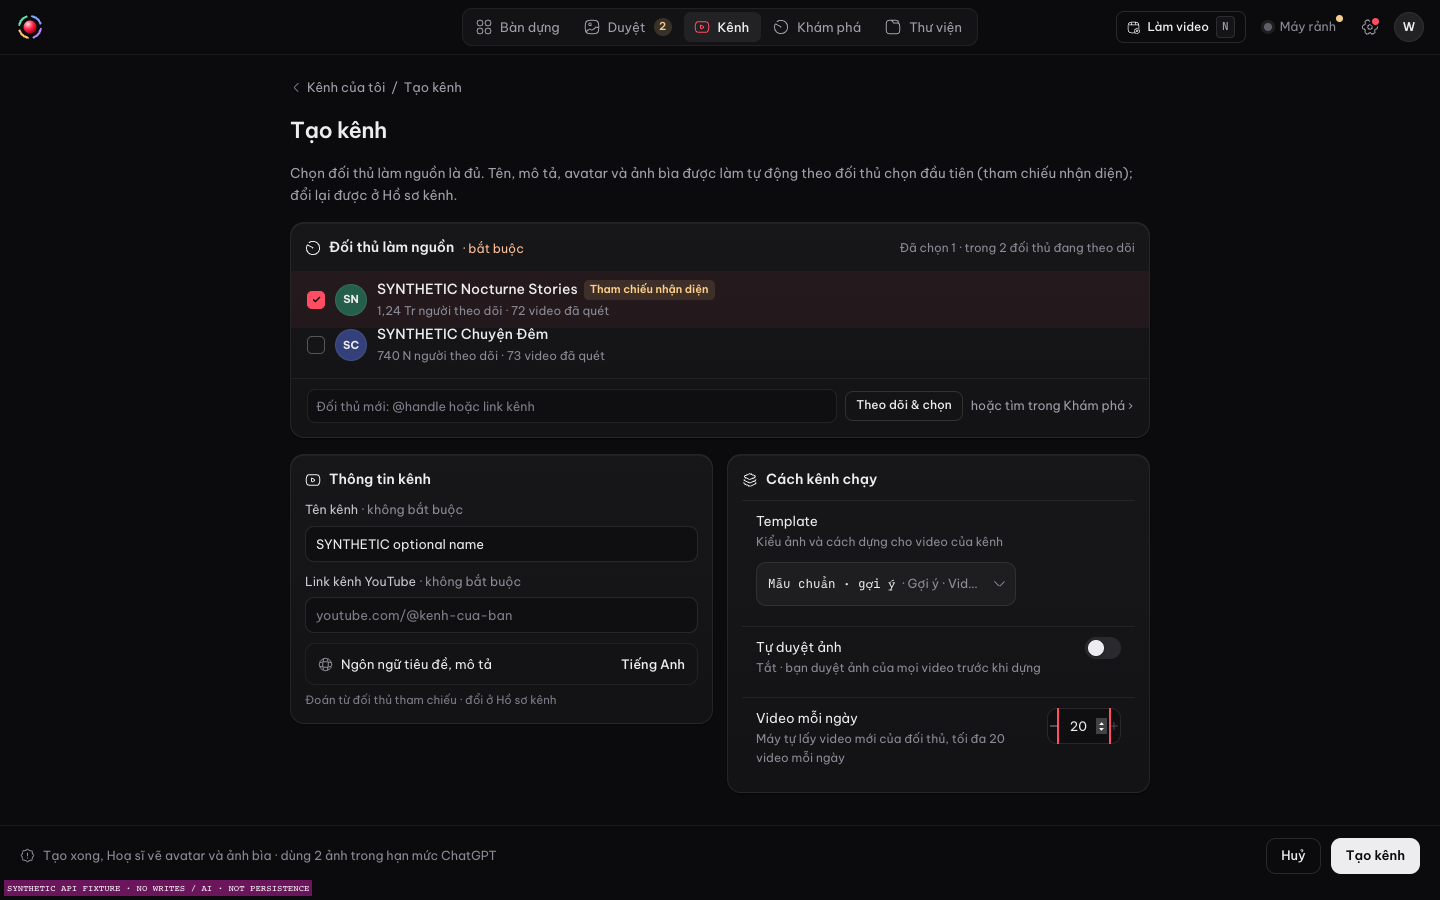 Bàn dựng
Duyệt 2
Kênh
Khám phá
Thư viện
Làm video N
Máy rảnh
W
Kênh của tôi / Tạo kênh
Tạo kênh
Chọn đối thủ làm nguồn là đủ. Tên, mô tả, avatar và ảnh bìa được làm tự động theo đối thủ chọn đầu tiên (tham chiếu nhận diện);
đổi lại được ở Hồ sơ kênh.
Đối thủ làm nguồn · bắt buộc
Đã chọn 1 · trong 2 đối thủ đang theo dõi
SN
SYNTHETIC Nocturne Stories Tham chiếu nhận diện
1,24 Tr người theo dõi · 72 video đã quét
SC
SYNTHETIC Chuyện Đêm
740 N người theo dõi · 73 video đã quét
Đối thủ mới: @handle hoặc link kênh
Theo dõi & chọn
hoặc tìm trong Khám phá ›
Thông tin kênh
Tên kênh · không bắt buộc
SYNTHETIC optional name
Link kênh YouTube · không bắt buộc
youtube.com/@kenh-cua-ban
Ngôn ngữ tiêu đề, mô tả Tiếng Anh
Đoán từ đối thủ tham chiếu · đổi ở Hồ sơ kênh
Cách kênh chạy
Template
Kiểu ảnh và cách dựng cho video của kênh
Mẫu chuẩn · gợi ý · Gợi ý · Vid...
Tự duyệt ảnh
Tắt · bạn duyệt ảnh của mọi video trước khi dựng
Video mỗi ngày
Máy tự lấy video mới của đối thủ, tối đa 20
video mỗi ngày
− 20 +
Tạo xong, Hoạ sĩ vẽ avatar và ảnh bìa · dùng 2 ảnh trong hạn mức ChatGPT
Huỷ
Tạo kênh
SYNTHETIC API FIXTURE · NO WRITES / AI · NOT PERSISTENCE